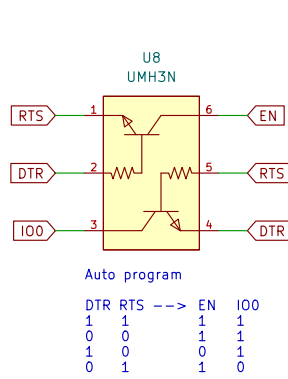 U8
UMH3N
RTS 1 6 EN
DTR 2 5 RTS
IO0 3 4 DTR
Auto program
DTR RTS --> EN IO0
1 1 1 1
0 0 1 1
1 0 0 1
0 1 1 0